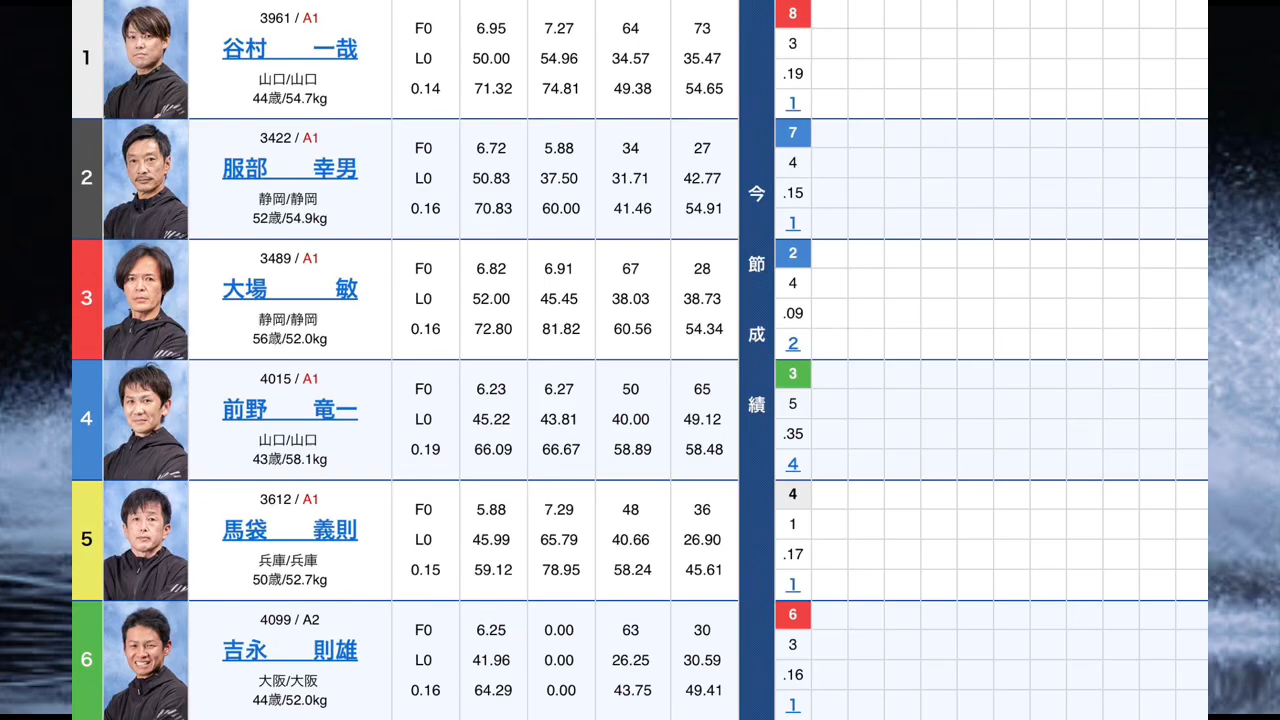 1
3961 / A1
谷村 一哉
山口/山口
44歳/54.7kg
F0
L0
0.14
6.95
50.00
71.32
7.27
54.96
74.81
64
34.57
49.38
73
35.47
54.65
8
3
.19
1
2
3422 / A1
服部 幸男
静岡/静岡
52歳/54.9kg
F0
L0
0.16
6.72
50.83
70.83
5.88
37.50
60.00
34
31.71
41.46
27
42.77
54.91
7
4
.15
1
3
3489 / A1
大場 敏
静岡/静岡
56歳/52.0kg
F0
L0
0.16
6.82
52.00
72.80
6.91
45.45
81.82
67
38.03
60.56
28
38.73
54.34
今節成績
2
4
.09
2
4
4015 / A1
前野 竜一
山口/山口
43歳/58.1kg
F0
L0
0.19
6.23
45.22
66.09
6.27
43.81
66.67
50
40.00
58.89
65
49.12
58.48
3
5
.35
4
5
3612 / A1
馬袋 義則
兵庫/兵庫
50歳/52.7kg
F0
L0
0.15
5.88
45.99
59.12
7.29
65.79
78.95
48
40.66
58.24
36
26.90
45.61
4
1
.17
1
6
4099 / A2
吉永 則雄
大阪/大阪
44歳/52.0kg
F0
L0
0.16
6.25
41.96
64.29
0.00
0.00
0.00
63
26.25
43.75
30
30.59
49.41
6
3
.16
1